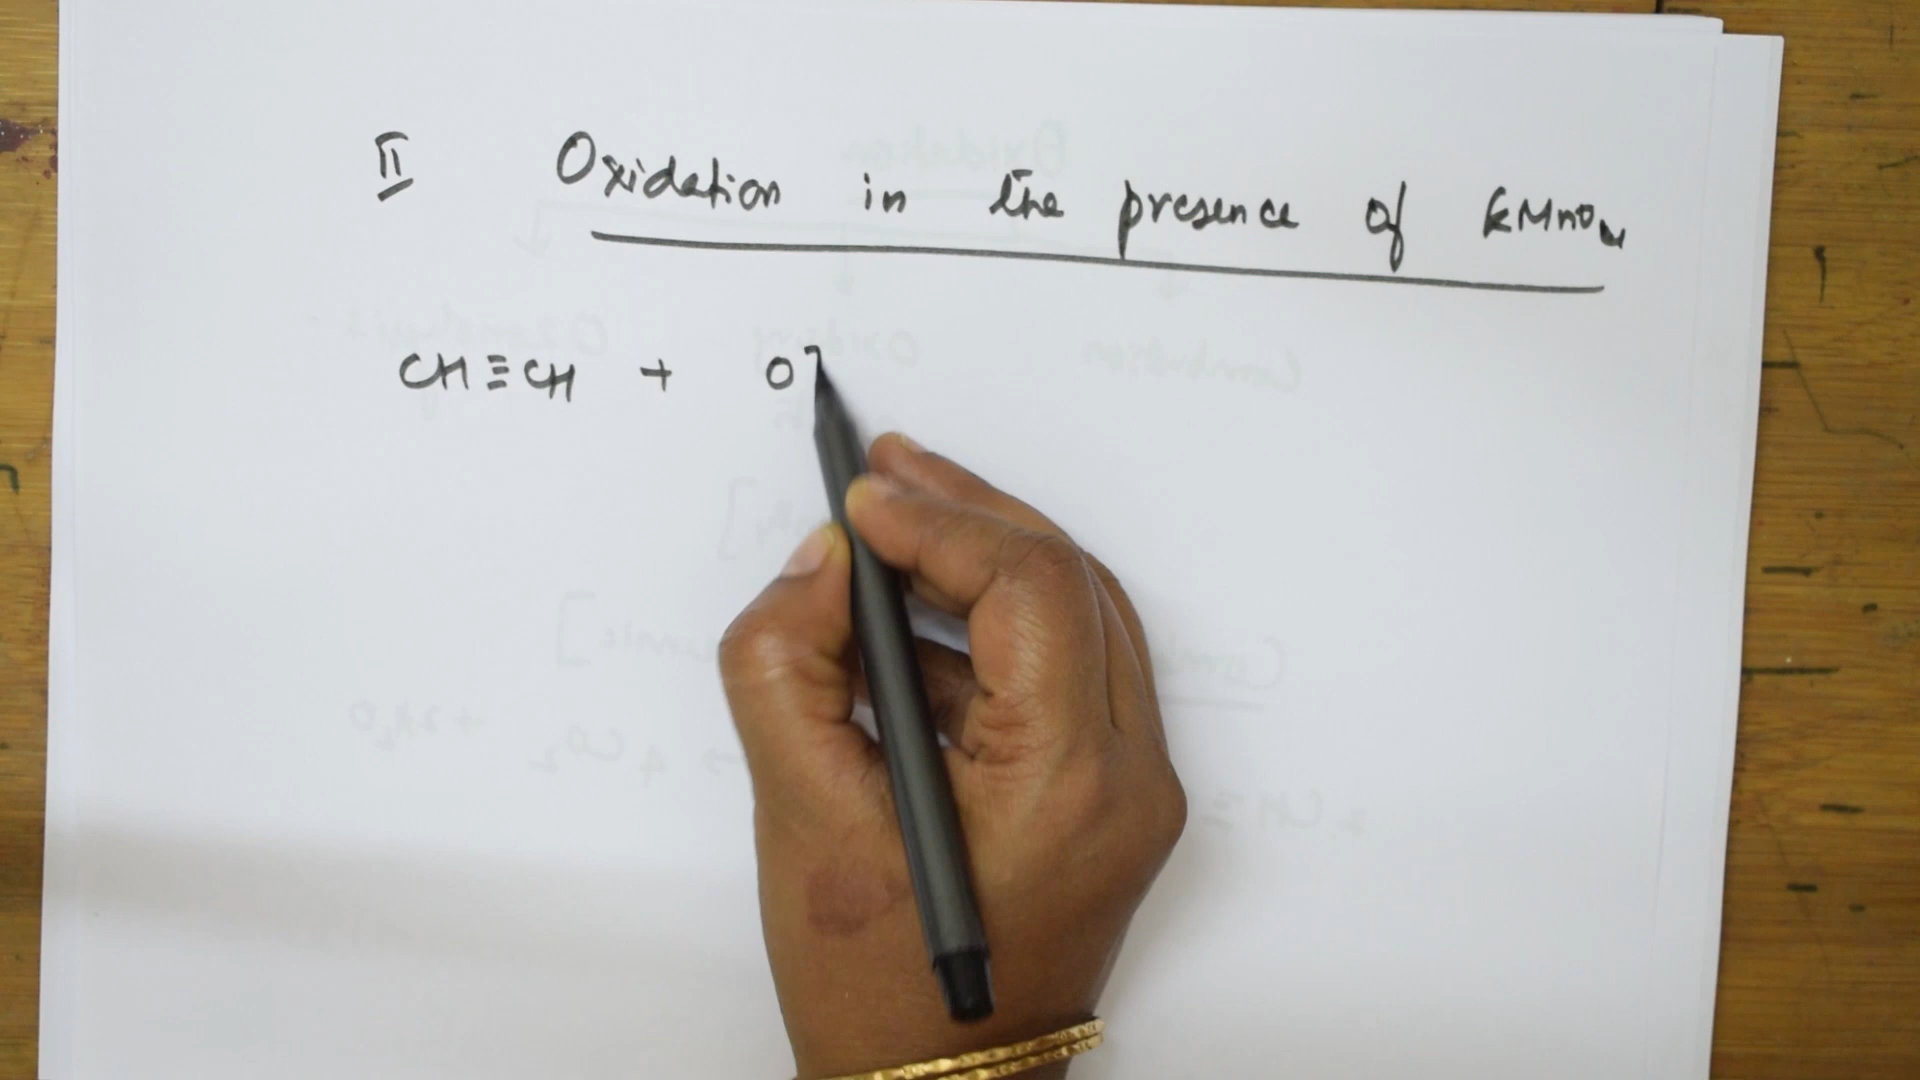 II Oxidation in the presence of KMnO4
CH≡CH + O]